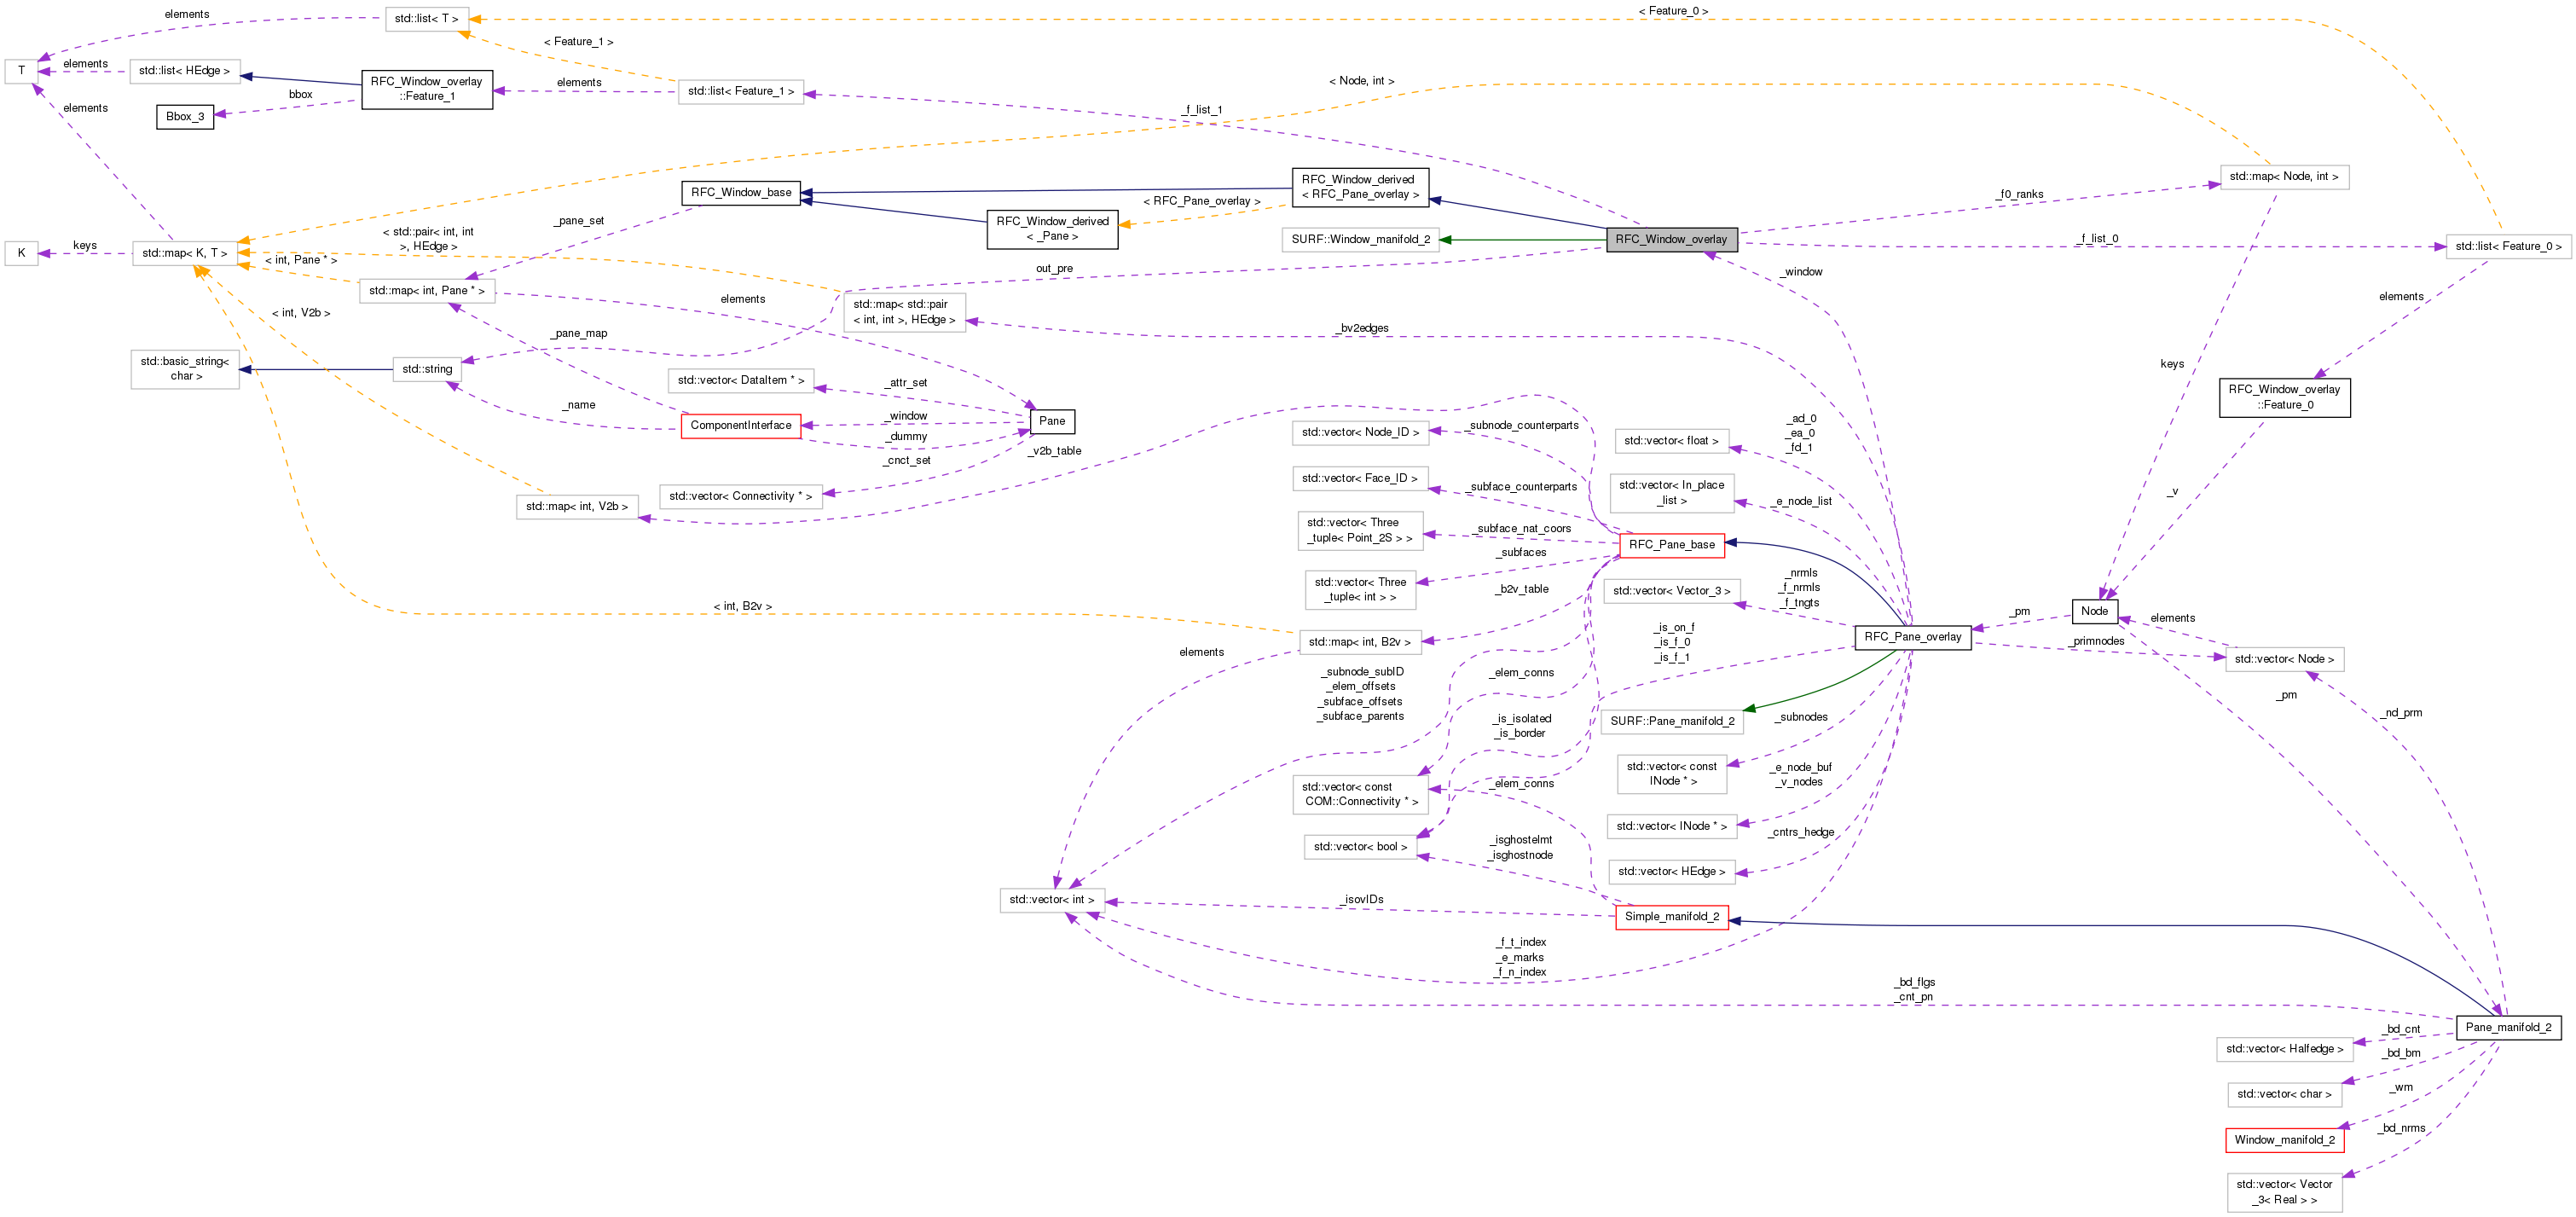 elements
std::list< T >
< Feature_0 >
< Feature_1 >
T
elements
std::list< HEdge >
RFC_Window_overlay
::Feature_1
elements
std::list< Feature_1 >
bbox
Bbox_3
elements
_f_list_1
< Node, int >
std::map< Node, int >
RFC_Window_base
RFC_Window_derived
< RFC_Pane_overlay >
< RFC_Pane_overlay >
RFC_Window_derived
< _Pane >
_pane_set
_f0_ranks
K
keys
std::map< K, T >
< std::pair< int, int
>, HEdge >
< int, Pane * >
SURF::Window_manifold_2
RFC_Window_overlay
_f_list_0
std::list< Feature_0 >
out_pre
_window
std::map< int, Pane * >
elements
std::map< std::pair
< int, int >, HEdge >
elements
< int, V2b >
_pane_map
_bv2edges
std::basic_string<
char >
std::string
keys
std::vector< DataItem * >
_attr_set
RFC_Window_overlay
::Feature_0
_name
ComponentInterface
_window
_dummy
Pane
_ad_0
_ea_0
_fd_1
std::vector< Node_ID >
_subnode_counterparts
std::vector< float >
_v2b_table
_cnct_set
std::vector< Connectivity * >
std::map< int, V2b >
std::vector< Face_ID >
_subface_counterparts
std::vector< In_place
_list >
_e_node_list
_v
std::vector< Three
_tuple< Point_2S > >
_subface_nat_coors
RFC_Pane_base
_subfaces
std::vector< Three
_tuple< int > >
_b2v_table
std::vector< Vector_3 >
_nrmls
_f_nrmls
_f_tngts
< int, B2v >
Node
_pm
elements
std::map< int, B2v >
_is_on_f
_is_f_0
_is_f_1
RFC_Pane_overlay
_primnodes
std::vector< Node >
elements
_subnode_subID
_elem_offsets
_subface_offsets
_subface_parents
_elem_conns
_pm
_nd_prm
_is_isolated
_is_border
SURF::Pane_manifold_2
_subnodes
std::vector< const
INode * >
_e_node_buf
_v_nodes
std::vector< const
COM::Connectivity * >
_elem_conns
std::vector< INode * >
_cntrs_hedge
std::vector< bool >
_isghostelmt
_isghostnode
std::vector< HEdge >
std::vector< int >
_isovIDs
Simple_manifold_2
_f_t_index
_e_marks
_f_n_index
_bd_flgs
_cnt_pn
Pane_manifold_2
_bd_cnt
std::vector< Halfedge >
_bd_bm
std::vector< char >
_wm
Window_manifold_2
_bd_nrms
std::vector< Vector
_3< Real > >